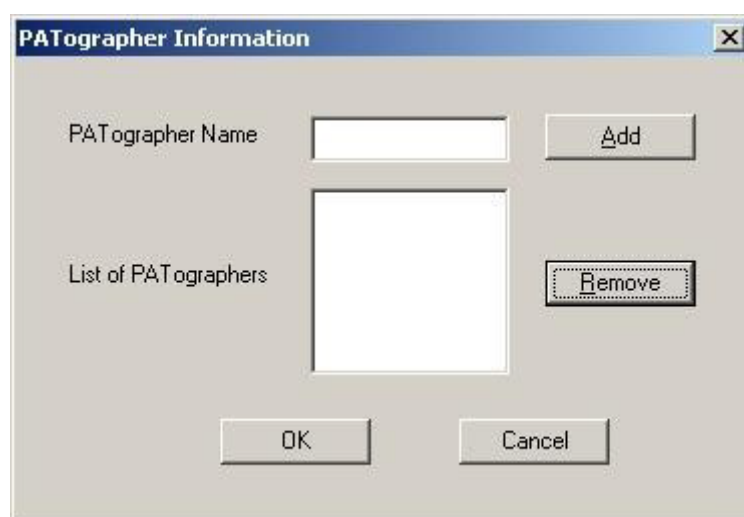 PATographer Information
PATographer Name Add
List of PATographers Remove
OK Cancel